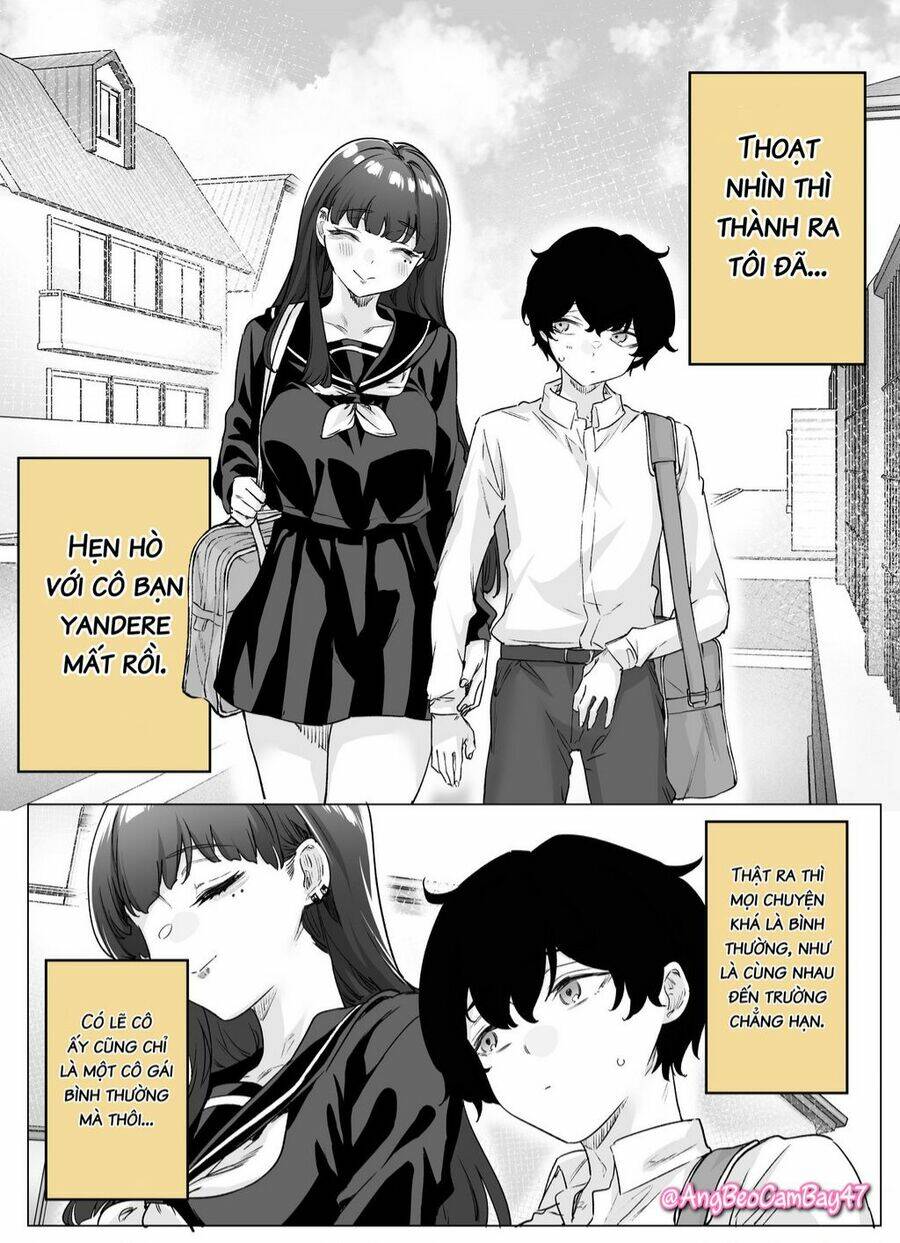 THOẠT
NHÌN THÌ
THÀNH RA
TÔI ĐÃ...
HẸN HÒ
VỚI CÔ BẠN
YANDERE
MẤT RỒI.
THẬT RA THÌ
MỌI CHUYỆN
KHÁ LÀ BÌNH
THƯỜNG, NHƯ
LÀ CÙNG NHAU
ĐẾN TRƯỜNG
CHẲNG HẠN.
CÓ LẼ CÔ
ẤY CŨNG CHỈ
LÀ MỘT CÔ GÁI
BÌNH THƯỜNG
MÀ THÔI...
@AngBeoCamBay47